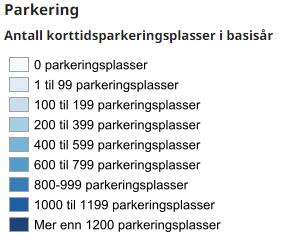 Parkering
Antall korttidsparkeringsplasser i basisår
0 parkeringsplasser
1 til 99 parkeringsplasser
100 til 199 parkeringsplasser
200 til 399 parkeringsplasser
400 til 599 parkeringsplasser
600 til 799 parkeringsplasser
800-999 parkeringsplasser
1000 til 1199 parkeringsplasser
Mer enn 1200 parkeringsplasser